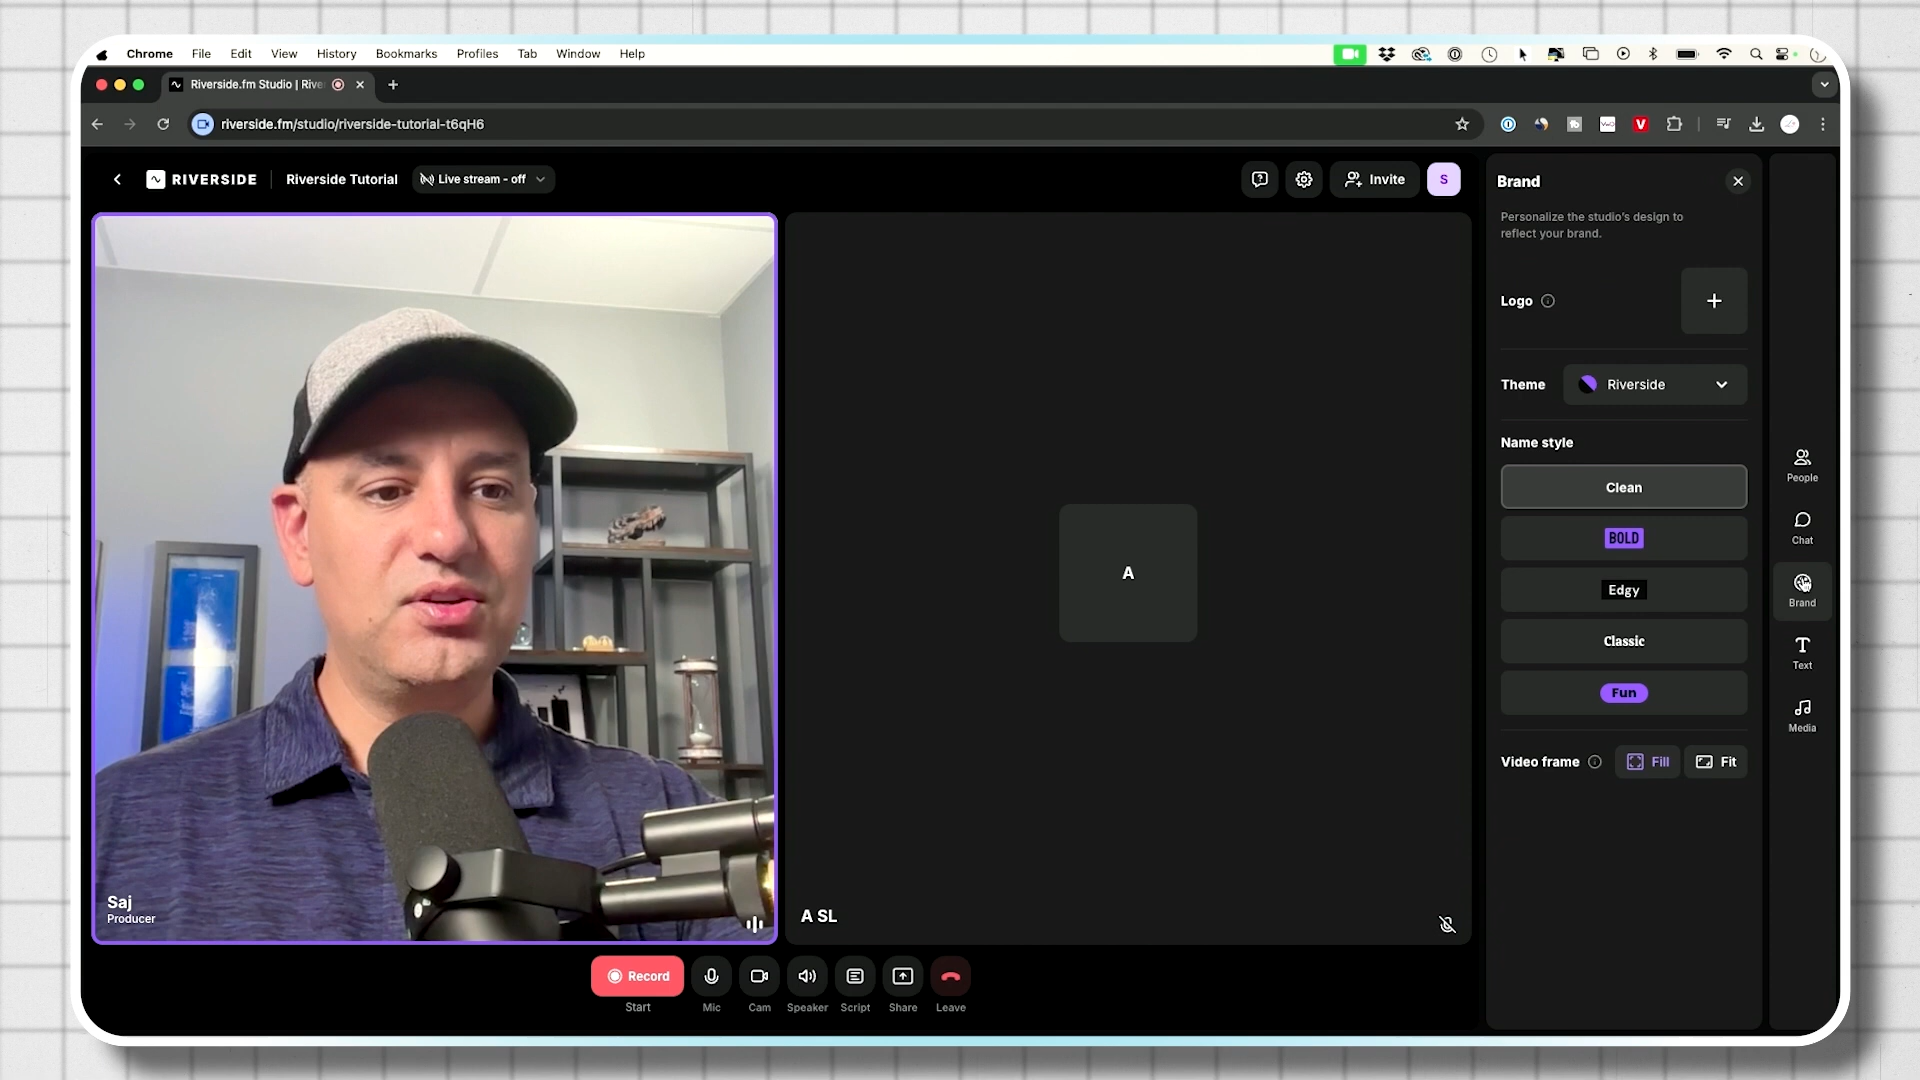 Chrome File Edit View History Bookmarks Profiles Tab Window Help
Riverside.fm Studio | Rive
riverside.fm/studio/riverside-tutorial-t6qH6
RIVERSIDE
Riverside Tutorial
Live stream - off
Invite
S
Brand
Personalize the studio's design to
reflect your brand.
Logo
Theme
Riverside
Name style
Clean
BOLD
Edgy
Classic
Fun
Video frame
Fill
Fit
People
Chat
Brand
Text
Media
A
Saj
Producer
A SL
Record
Start
Mic
Cam
Speaker
Script
Share
Leave